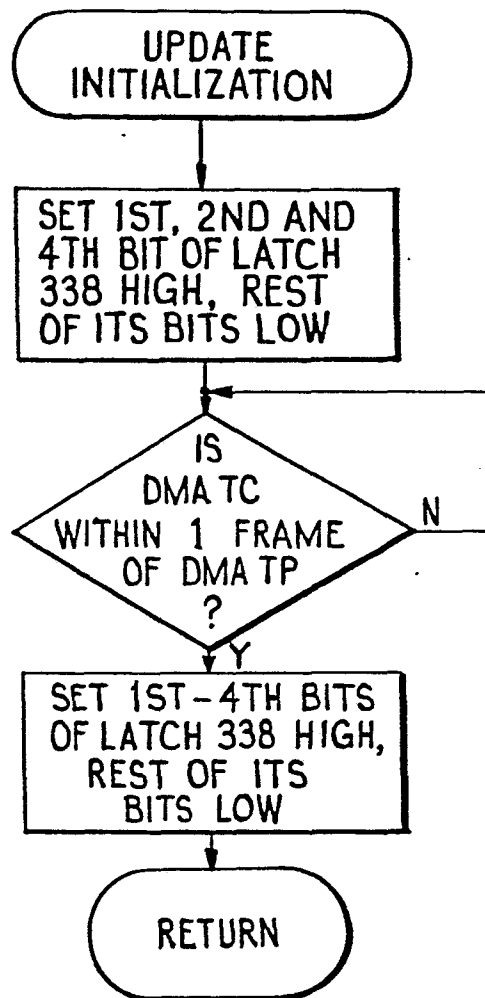 UPDATE
INITIALIZATION
SET 1ST, 2ND AND
4TH BIT OF LATCH
338 HIGH, REST
OF ITS BITS LOW
IS
DMA TC
WITHIN 1 FRAME
OF DMA TP
?
N
Y
SET 1ST-4TH BITS
OF LATCH 338 HIGH,
REST OF ITS
BITS LOW
RETURN